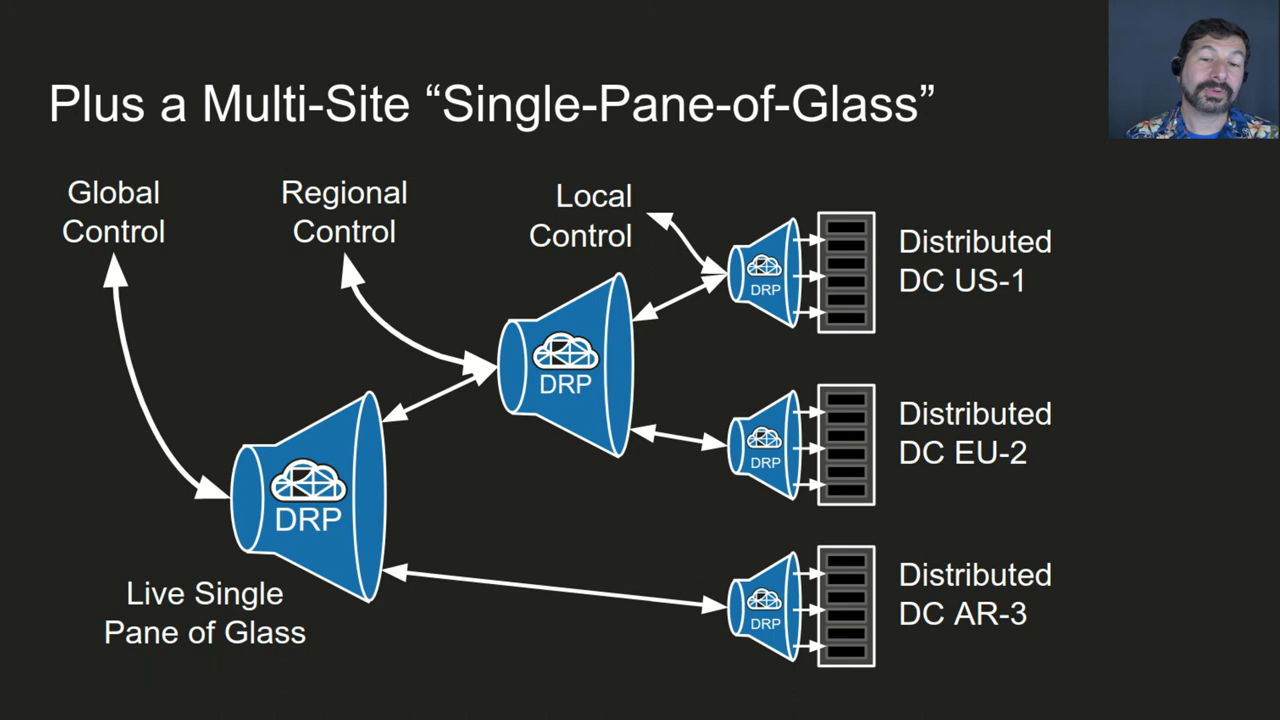 Plus a Multi-Site “Single-Pane-of-Glass”
Global
Control
Regional
Control
Local
Control
DRP
Distributed
DC US-1
DRP
DRP
Distributed
DC EU-2
DRP
Live Single
Pane of Glass
DRP
Distributed
DC AR-3